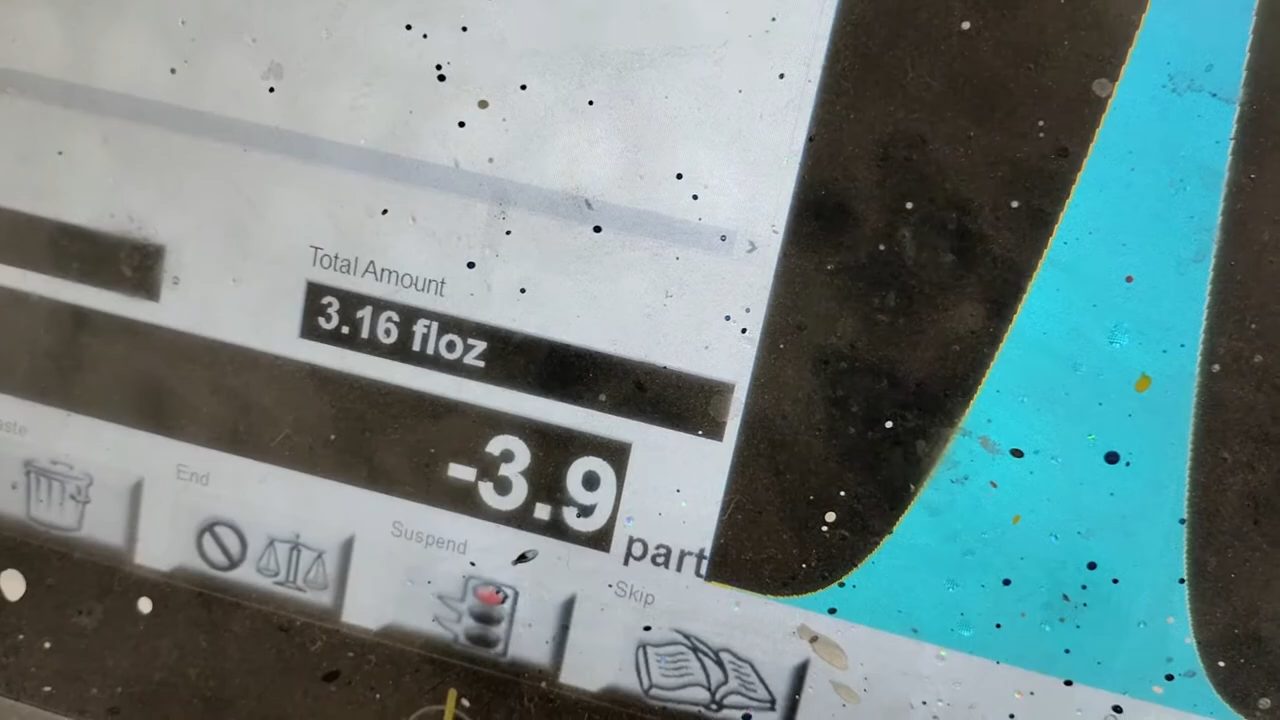 Total Amount
3.16 floz
-3.9
part
End
Suspend
Skip